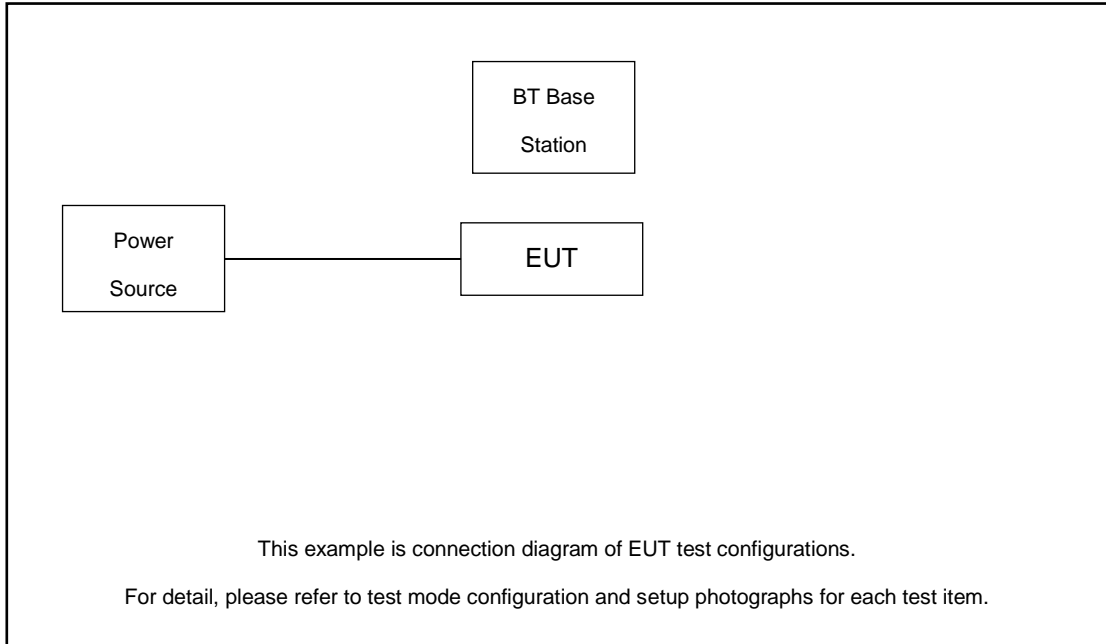 BT Base
Station
Power
Source
EUT
This example is connection diagram of EUT test configurations.
For detail, please refer to test mode configuration and setup photographs for each test item.